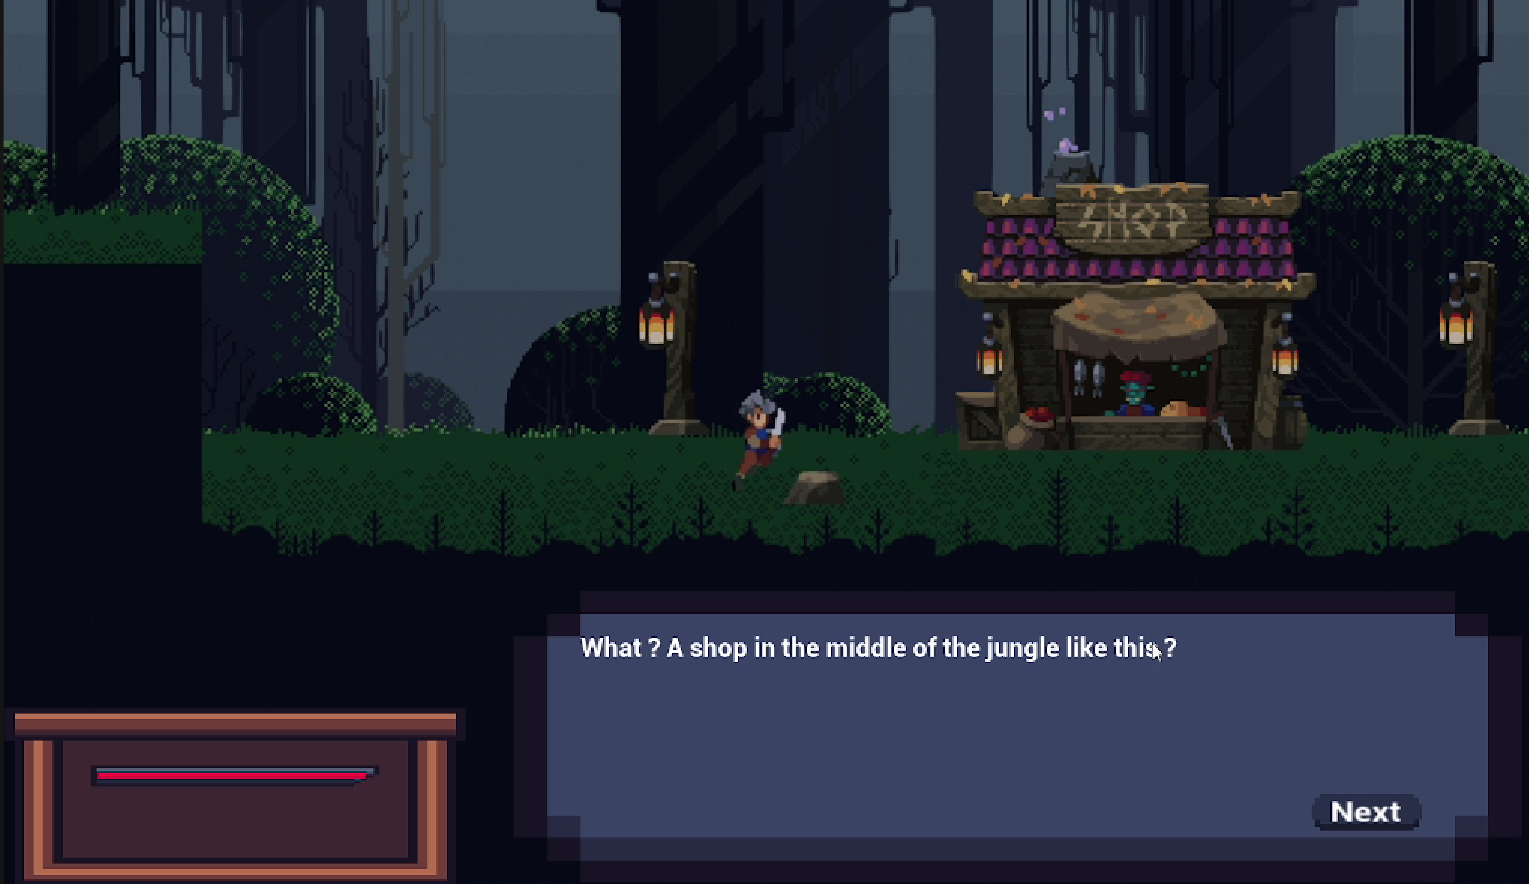 SHOP
What ? A shop in the middle of the jungle like this ?
Next